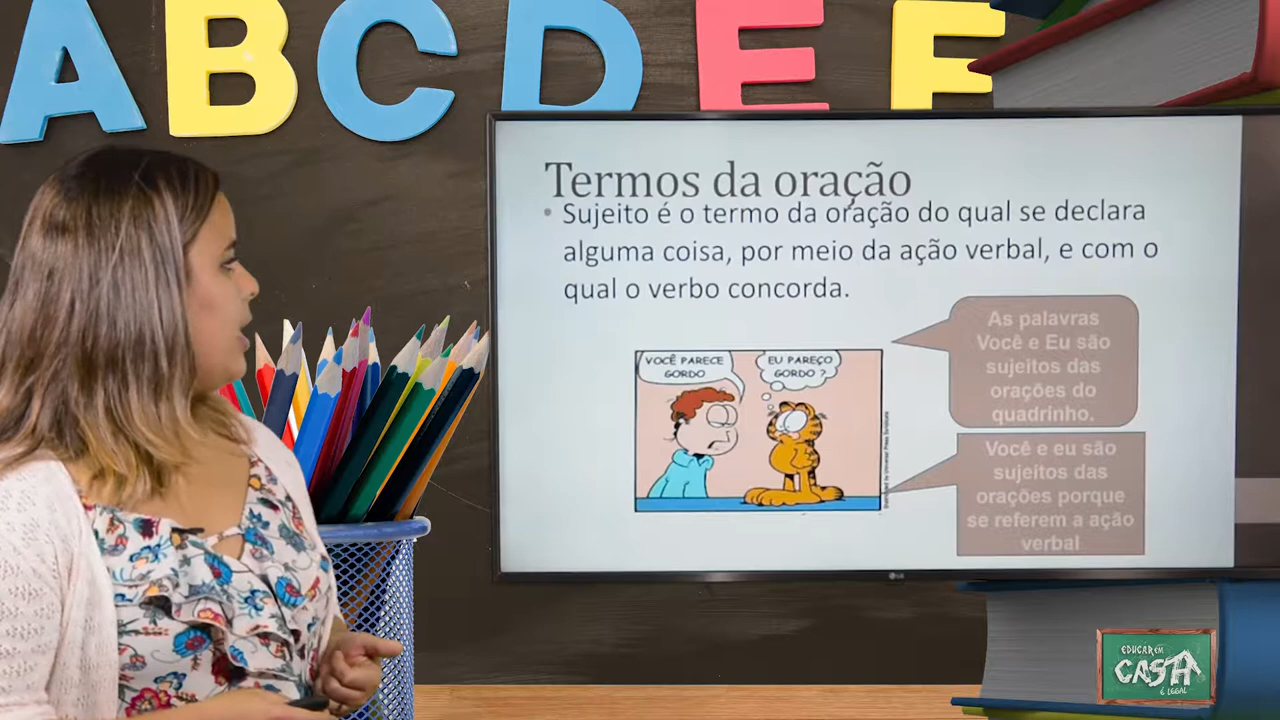 A B C D E F
Termos da oração
• Sujeito é o termo da oração do qual se declara
alguma coisa, por meio da ação verbal, e com o
qual o verbo concorda.
VOCÊ PARECE
GORDO
EU PAREÇO
GORDO ?
As palavras
Você e Eu são
sujeitos das
orações do
quadrinho.
Você e eu são
sujeitos das
orações porque
se referem a ação
verbal
LG
EDUCAR EM
CASA
É LEGAL